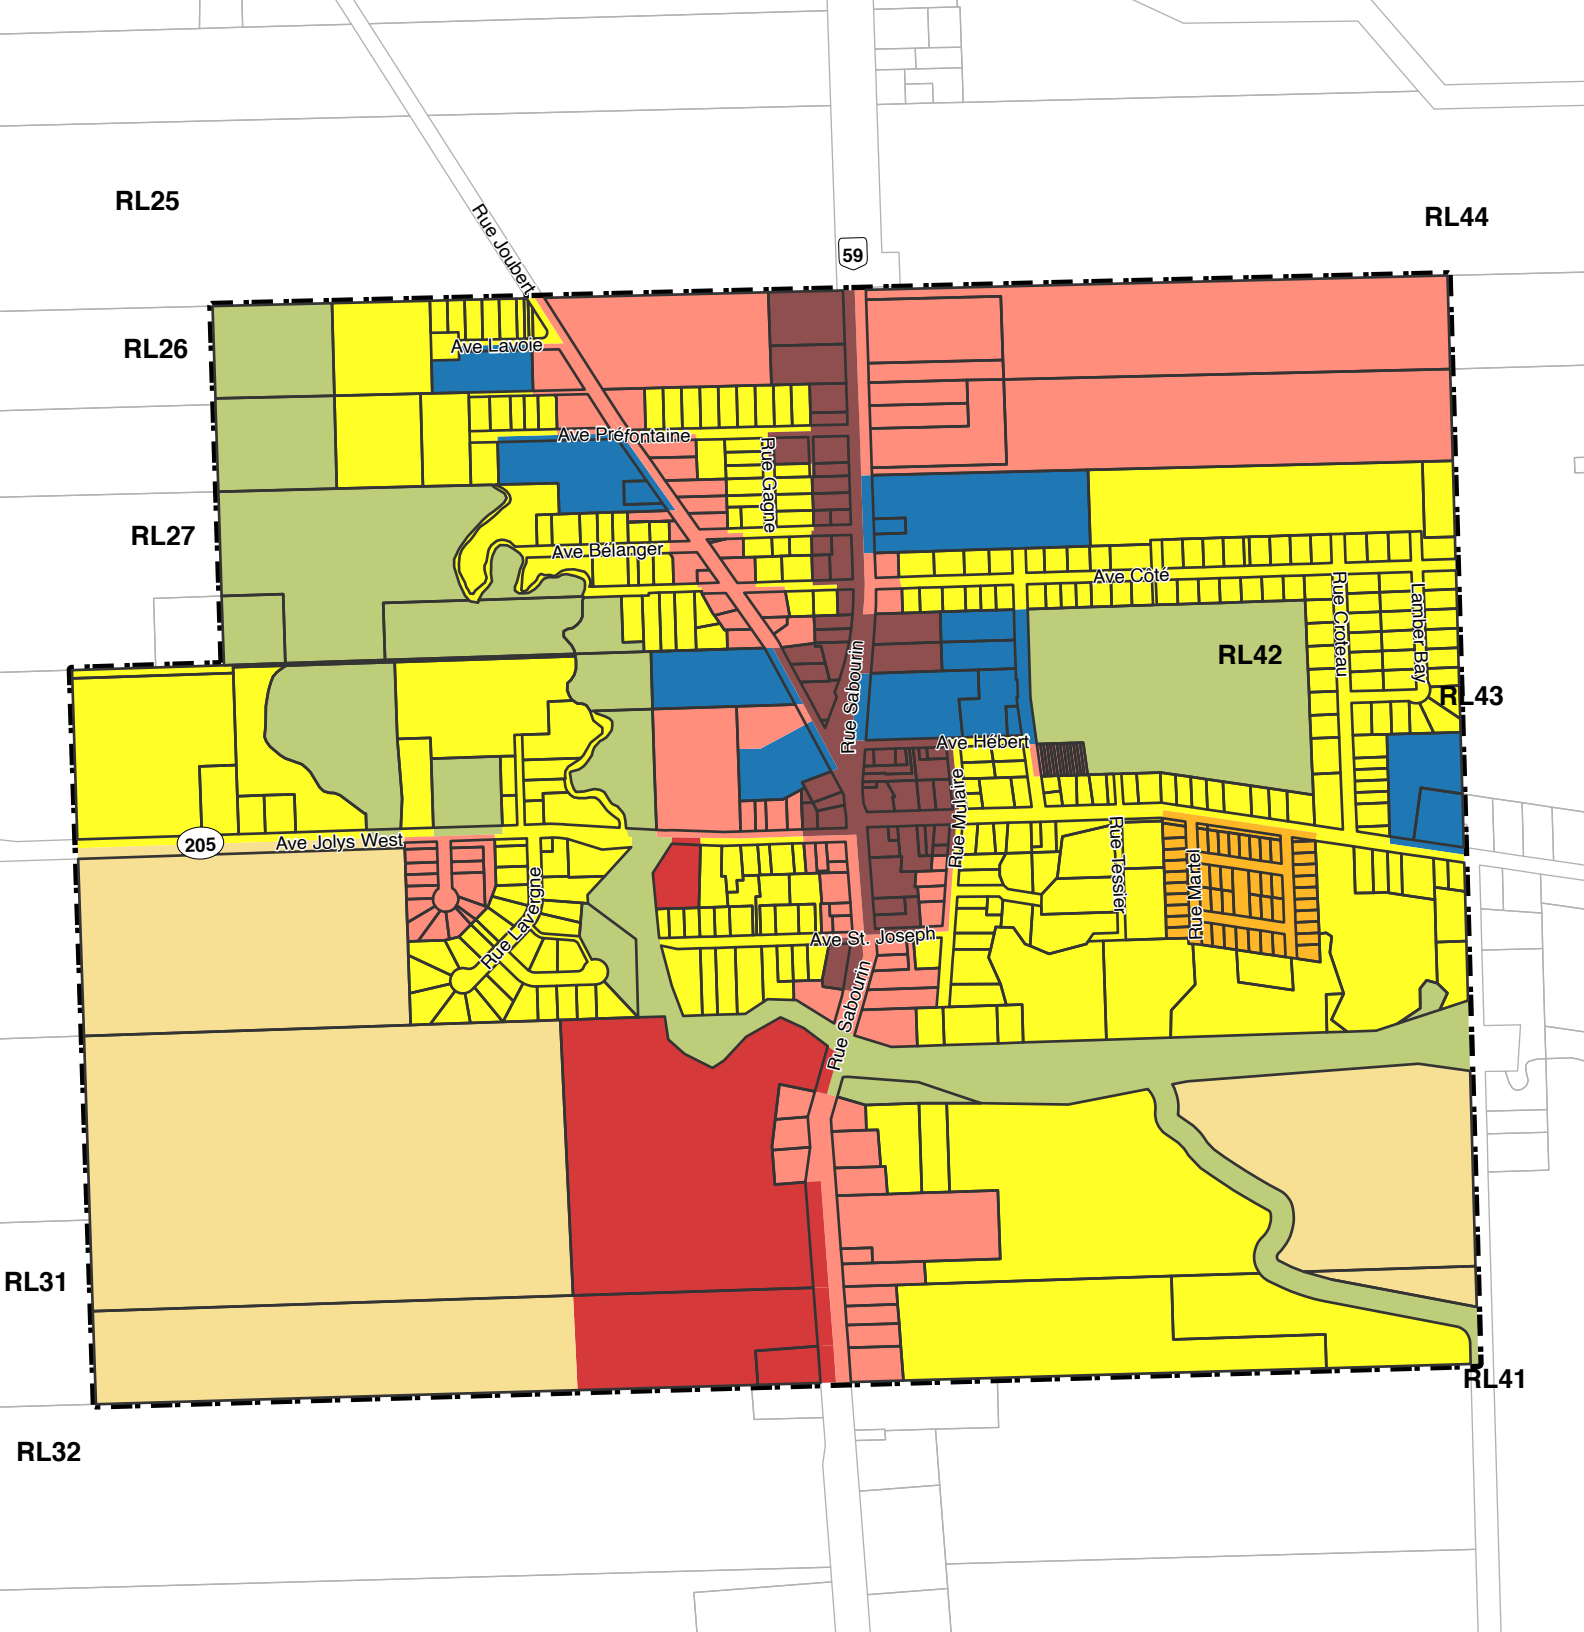 RL25
RL44
Rue Joubert
59
RL26
Ave Lavoie
Ave Préfontaine
Rue Gagne
RL27
Ave Bélanger
Ave Côté
Rue Croteau
Lamber Bay
RL42
RL43
Rue Sabourin
Ave Hébert
Rue Mulaire
205
Ave Jolys West
Rue Tessier
Rue Martel
Rue Lavergne
Ave St. Joseph
Rue Sabourin
RL31
RL41
RL32